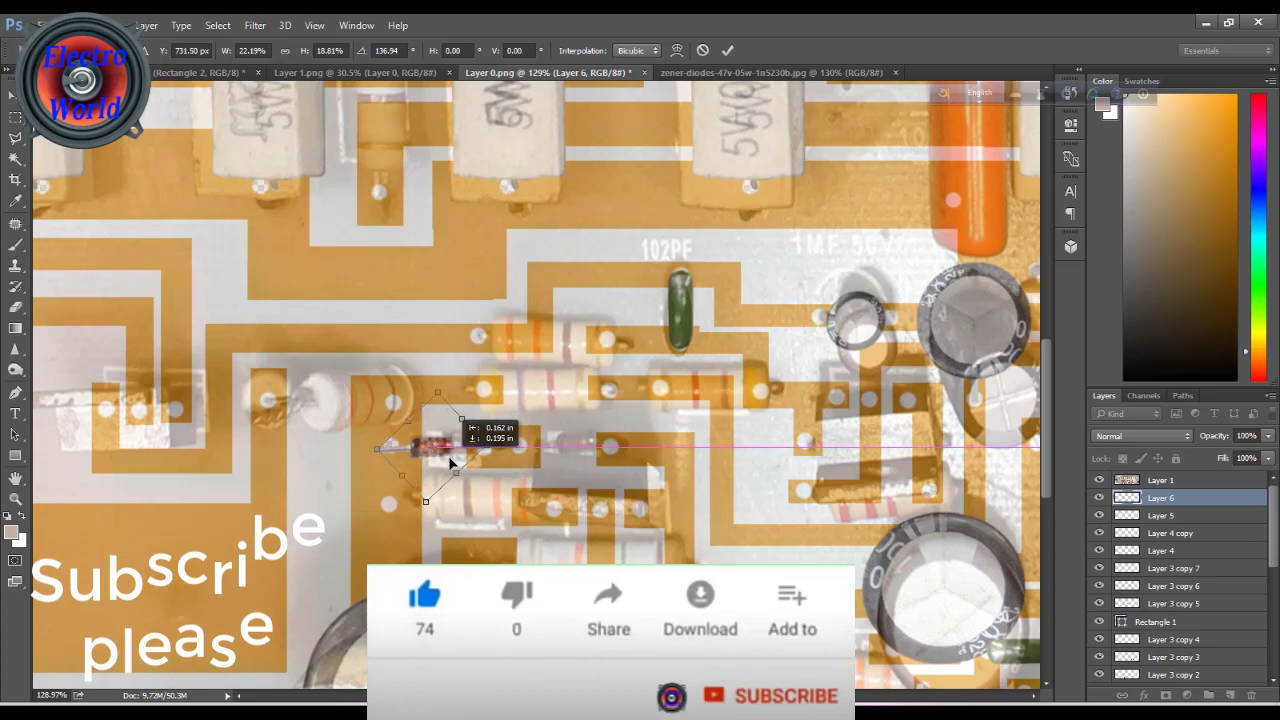 Ps
Layer Type Select Filter 3D View Window Help
Y: 731.50 px W: 22.19% H: 18.81% 136.94 ° H: 0.00 ° V: 0.00 ° Interpolation: Bicubic Essentials
(Rectangle 2, RGB/8) * × Layer 1.png @ 30.5% (Layer 0, RGB/8#) × Layer 0.png @ 129% (Layer 6, RGB/8#) * × zener-diodes-47v-05w-1n5230b.jpg @ 130% (RGB/8#) ×
Electro
World
English
Color Swatches
5W
102PF
1ME 50V
0.162 in
0.195 in
Layers Channels Paths
Kind
Normal Opacity: 100%
Lock: Fill: 100%
Layer 1
Layer 6
Layer 5
Layer 4 copy
Layer 4
Layer 3 copy 7
Layer 3 copy 6
Layer 3 copy 5
Rectangle 1
Layer 3 copy 4
Layer 3 copy 3
Layer 3 copy 2
Subscribe
please
74 0 Share Download Add to
SUBSCRIBE
128.97% Doc: 9.72M/50.3M